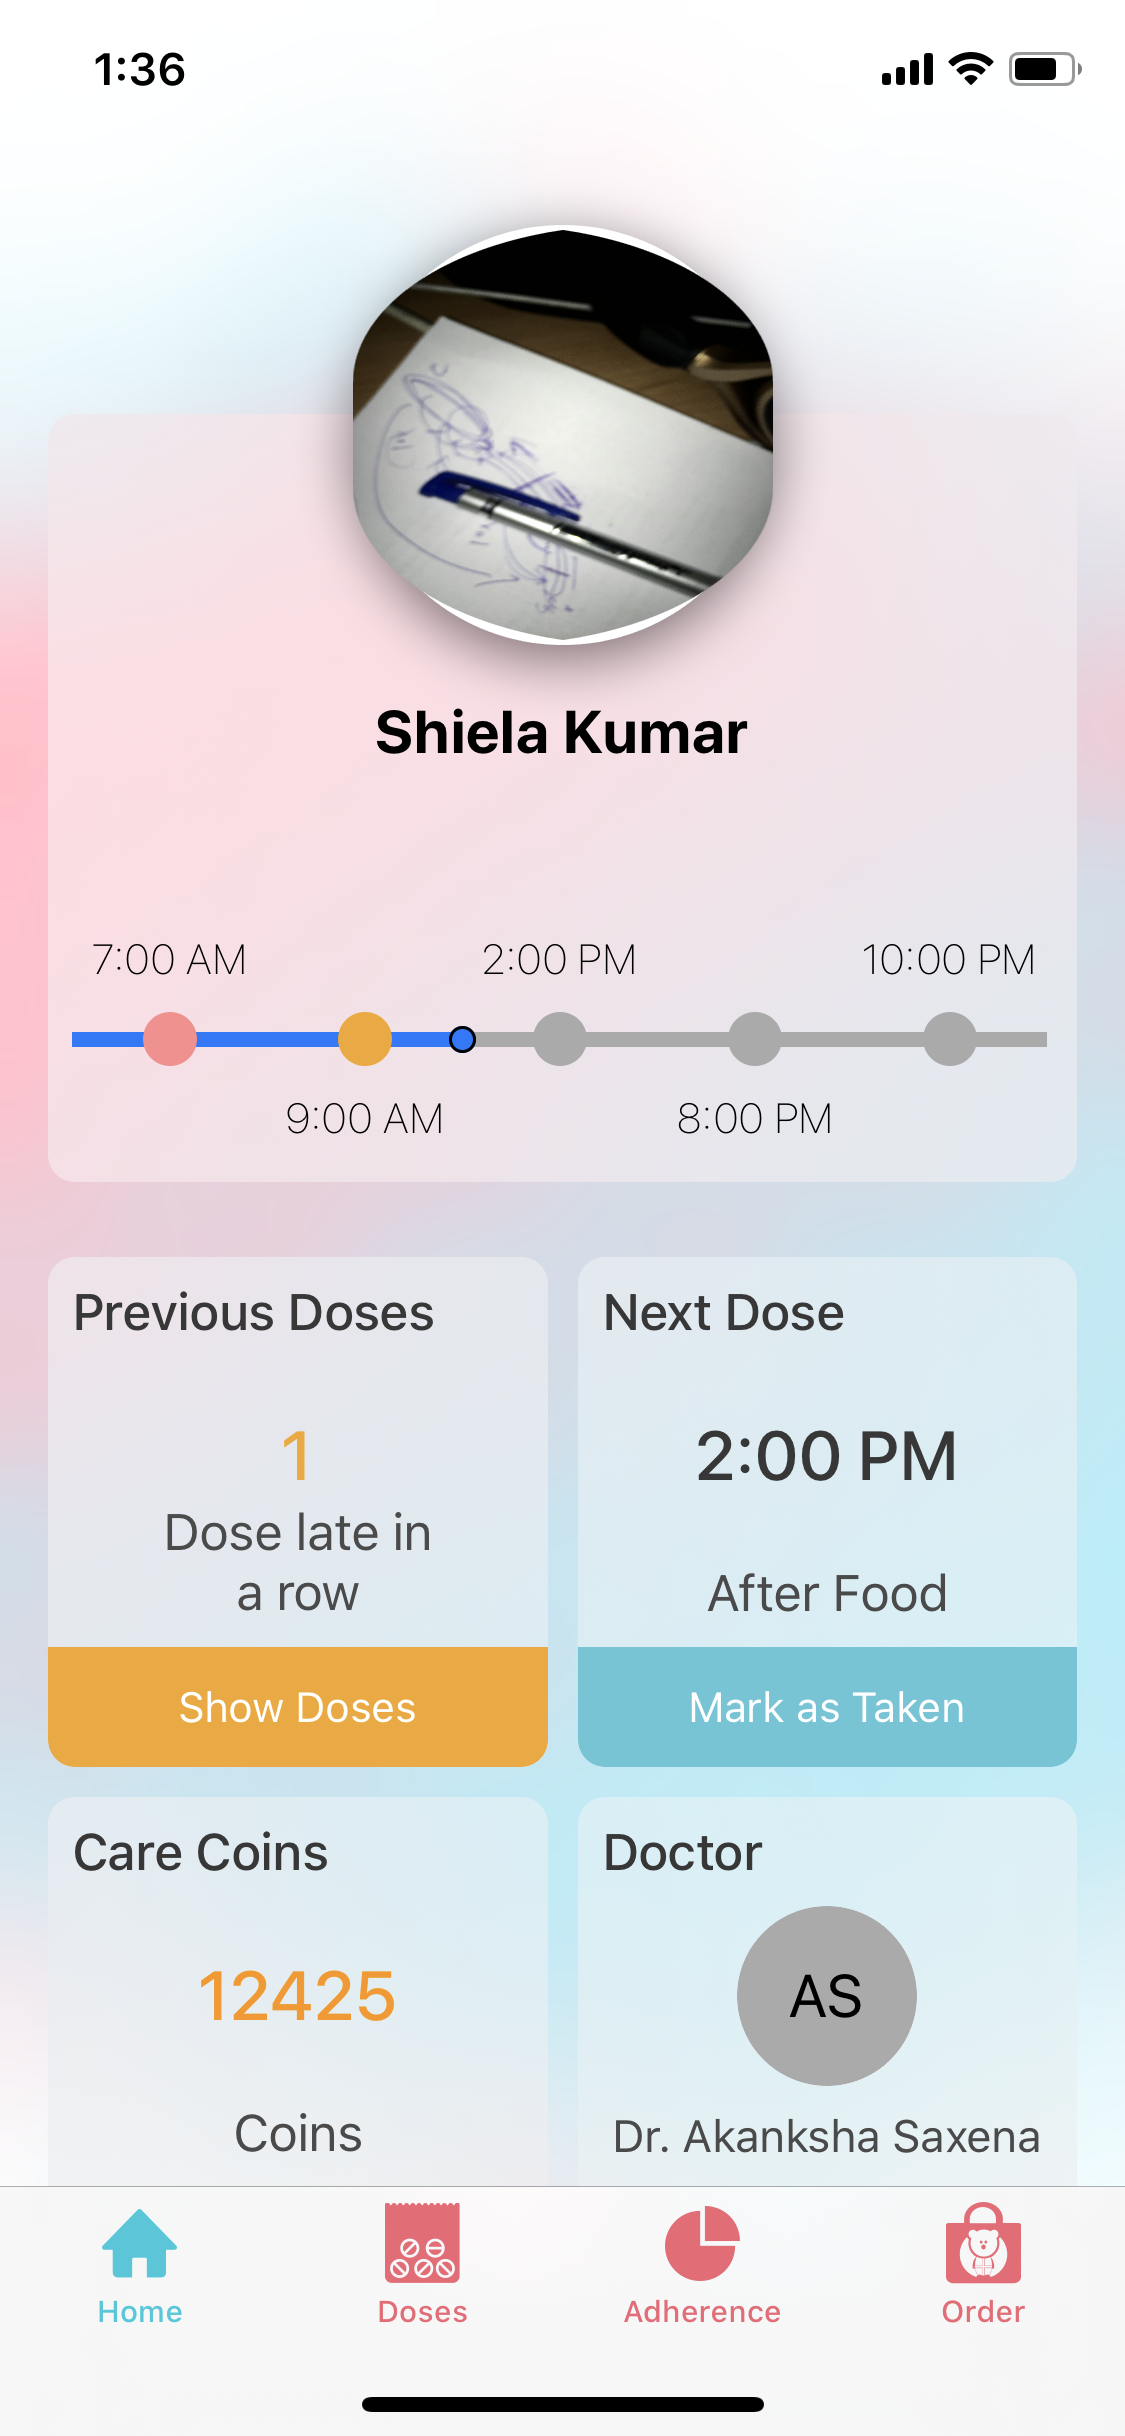 1:36
Shiela Kumar
7:00 AM
2:00 PM
10:00 PM
9:00 AM
8:00 PM
Previous Doses
1
Dose late in
a row
Show Doses
Next Dose
2:00 PM
After Food
Mark as Taken
Care Coins
12425
Coins
Doctor
AS
Dr. Akanksha Saxena
Home
Doses
Adherence
Order